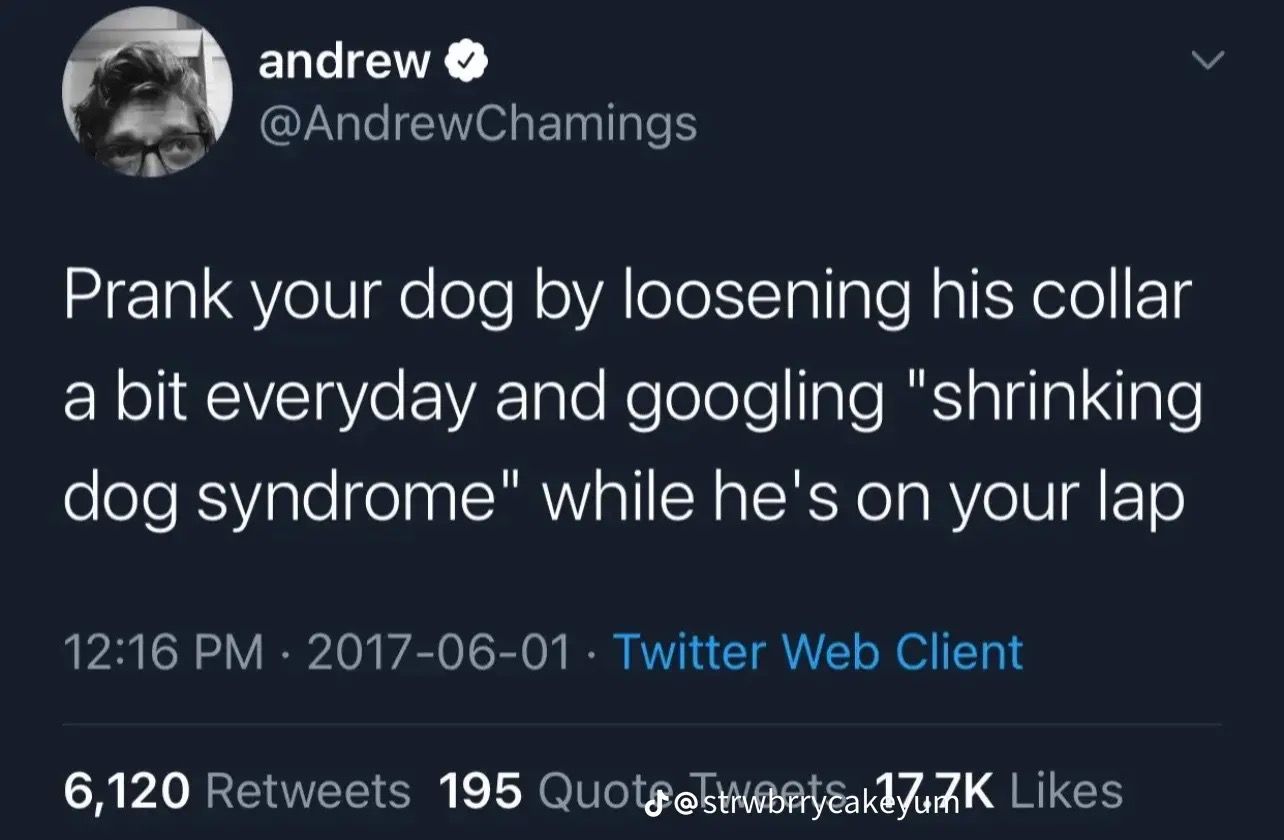 andrew
@AndrewChamings
Prank your dog by loosening his collar
a bit everyday and googling "shrinking
dog syndrome" while he's on your lap
12:16 PM · 2017-06-01 · Twitter Web Client
6,120 Retweets 195 Quote Tweets 17.7K Likes
@strwbrrycakeyum